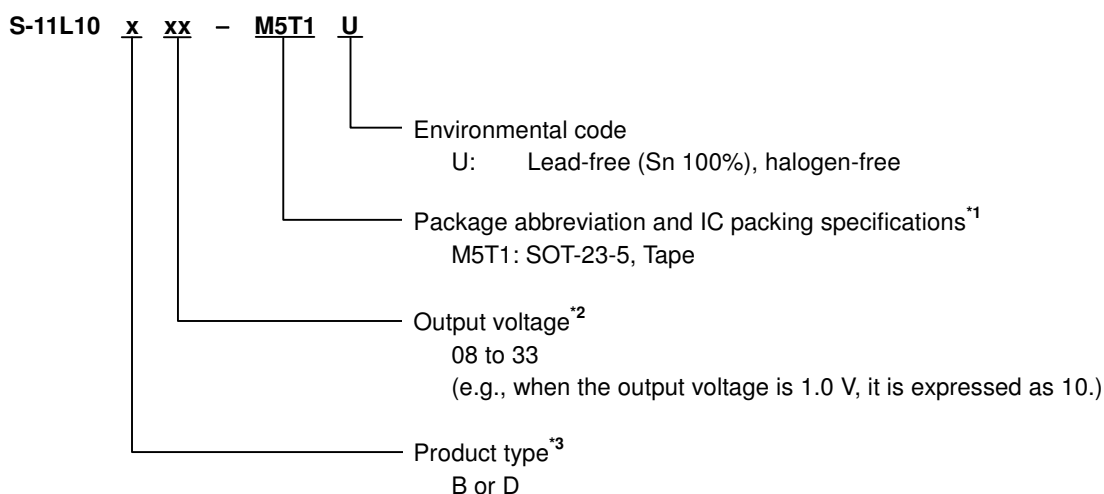 S-11L10 x xx – M5T1 U
Environmental code
U: Lead-free (Sn 100%), halogen-free
Package abbreviation and IC packing specifications*1
M5T1: SOT-23-5, Tape
Output voltage*2
08 to 33
(e.g., when the output voltage is 1.0 V, it is expressed as 10.)
Product type*3
B or D